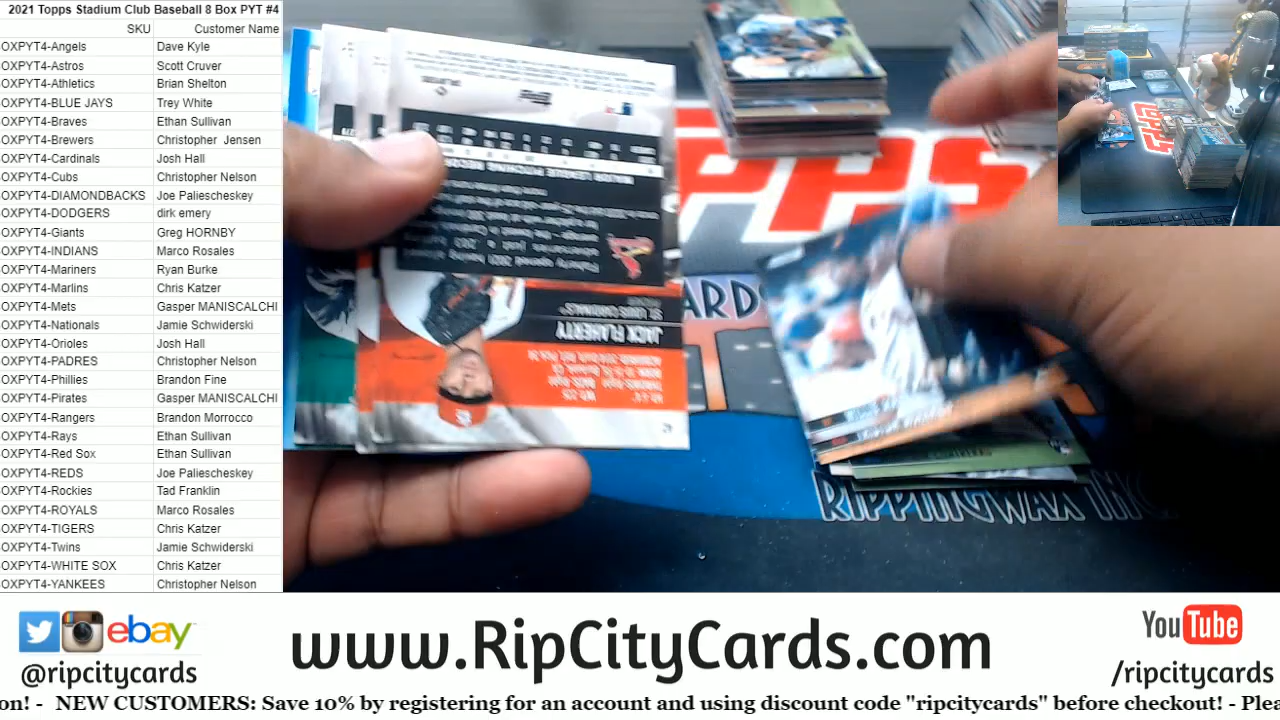 2021 Topps Stadium Club Baseball 8 Box PYT #4
SKU Customer Name
OXPYT4-Angels Dave Kyle
OXPYT4-Astros Scott Cruver
OXPYT4-Athletics Brian Shelton
OXPYT4-BLUE JAYS Trey White
OXPYT4-Braves Ethan Sullivan
OXPYT4-Brewers Christopher Jensen
OXPYT4-Cardinals Josh Hall
OXPYT4-Cubs Christopher Nelson
OXPYT4-DIAMONDBACKS Joe Paliescheskey
OXPYT4-DODGERS dirk emery
OXPYT4-Giants Greg HORNBY
OXPYT4-INDIANS Marco Rosales
OXPYT4-Mariners Ryan Burke
OXPYT4-Marlins Chris Katzer
OXPYT4-Mets Gasper MANISCALCHI
OXPYT4-Nationals Jamie Schwiderski
OXPYT4-Orioles Josh Hall
OXPYT4-PADRES Christopher Nelson
OXPYT4-Phillies Brandon Fine
OXPYT4-Pirates Gasper MANISCALCHI
OXPYT4-Rangers Brandon Morrocco
OXPYT4-Rays Ethan Sullivan
OXPYT4-Red Sox Ethan Sullivan
OXPYT4-REDS Joe Paliescheskey
OXPYT4-Rockies Tad Franklin
OXPYT4-ROYALS Marco Rosales
OXPYT4-TIGERS Chris Katzer
OXPYT4-Twins Jamie Schwiderski
OXPYT4-WHITE SOX Chris Katzer
OXPYT4-YANKEES Christopher Nelson
PPS
ARDS
RIPPINGWAX INC
JACK FLAHERTY
ST. LOUIS CARDINALS
ebay
@ripcitycards
www.RipCityCards.com
YouTube
/ripcitycards
on! - NEW CUSTOMERS: Save 10% by registering for an account and using discount code "ripcitycards" before checkout! - Plea